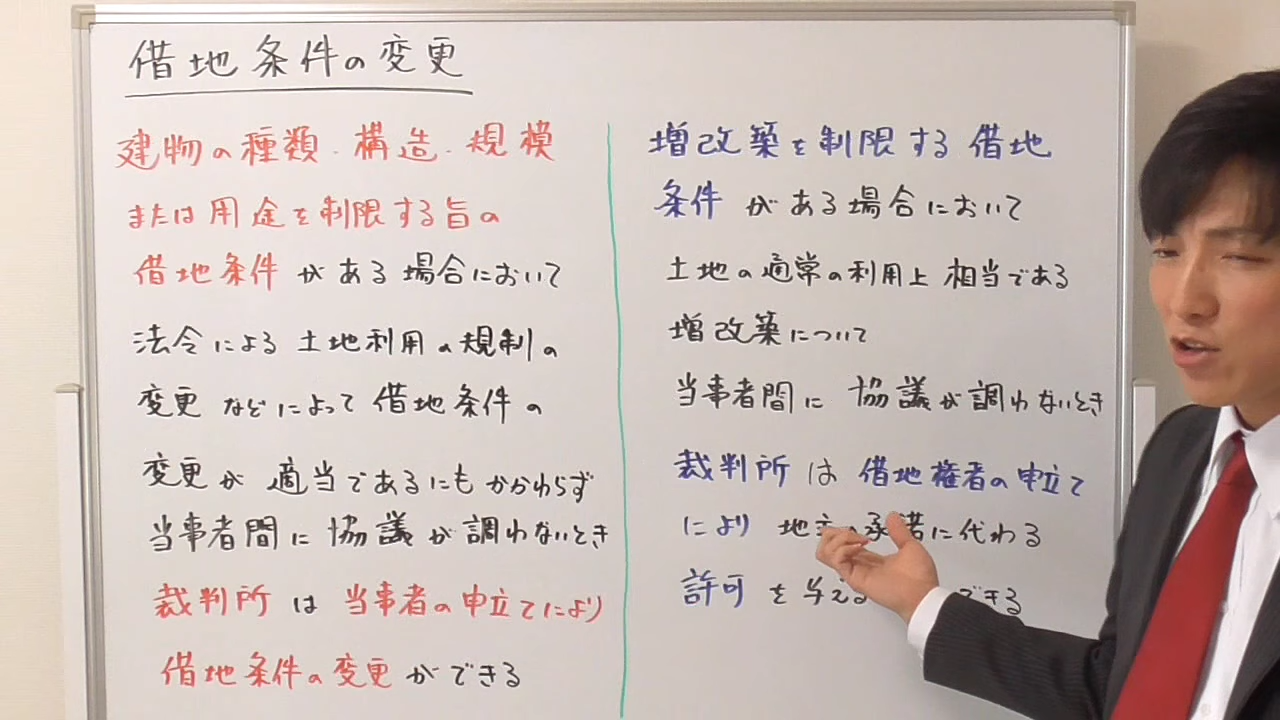 借地条件の変更
建物の種類・構造・規模
または用途を制限する旨の
借地条件がある場合において
法令による土地利用の規制の
変更などによって借地条件の
変更が適当であるにもかかわらず
当事者間に協議が調わないとき
裁判所は当事者の申立てにより
借地条件の変更ができる
増改築を制限する借地
条件がある場合において
土地の通常の利用上相当である
増改築について
当事者間に協議が調わないとき
裁判所は借地権者の申立て
により地主の承諾に代わる
許可を与える できる